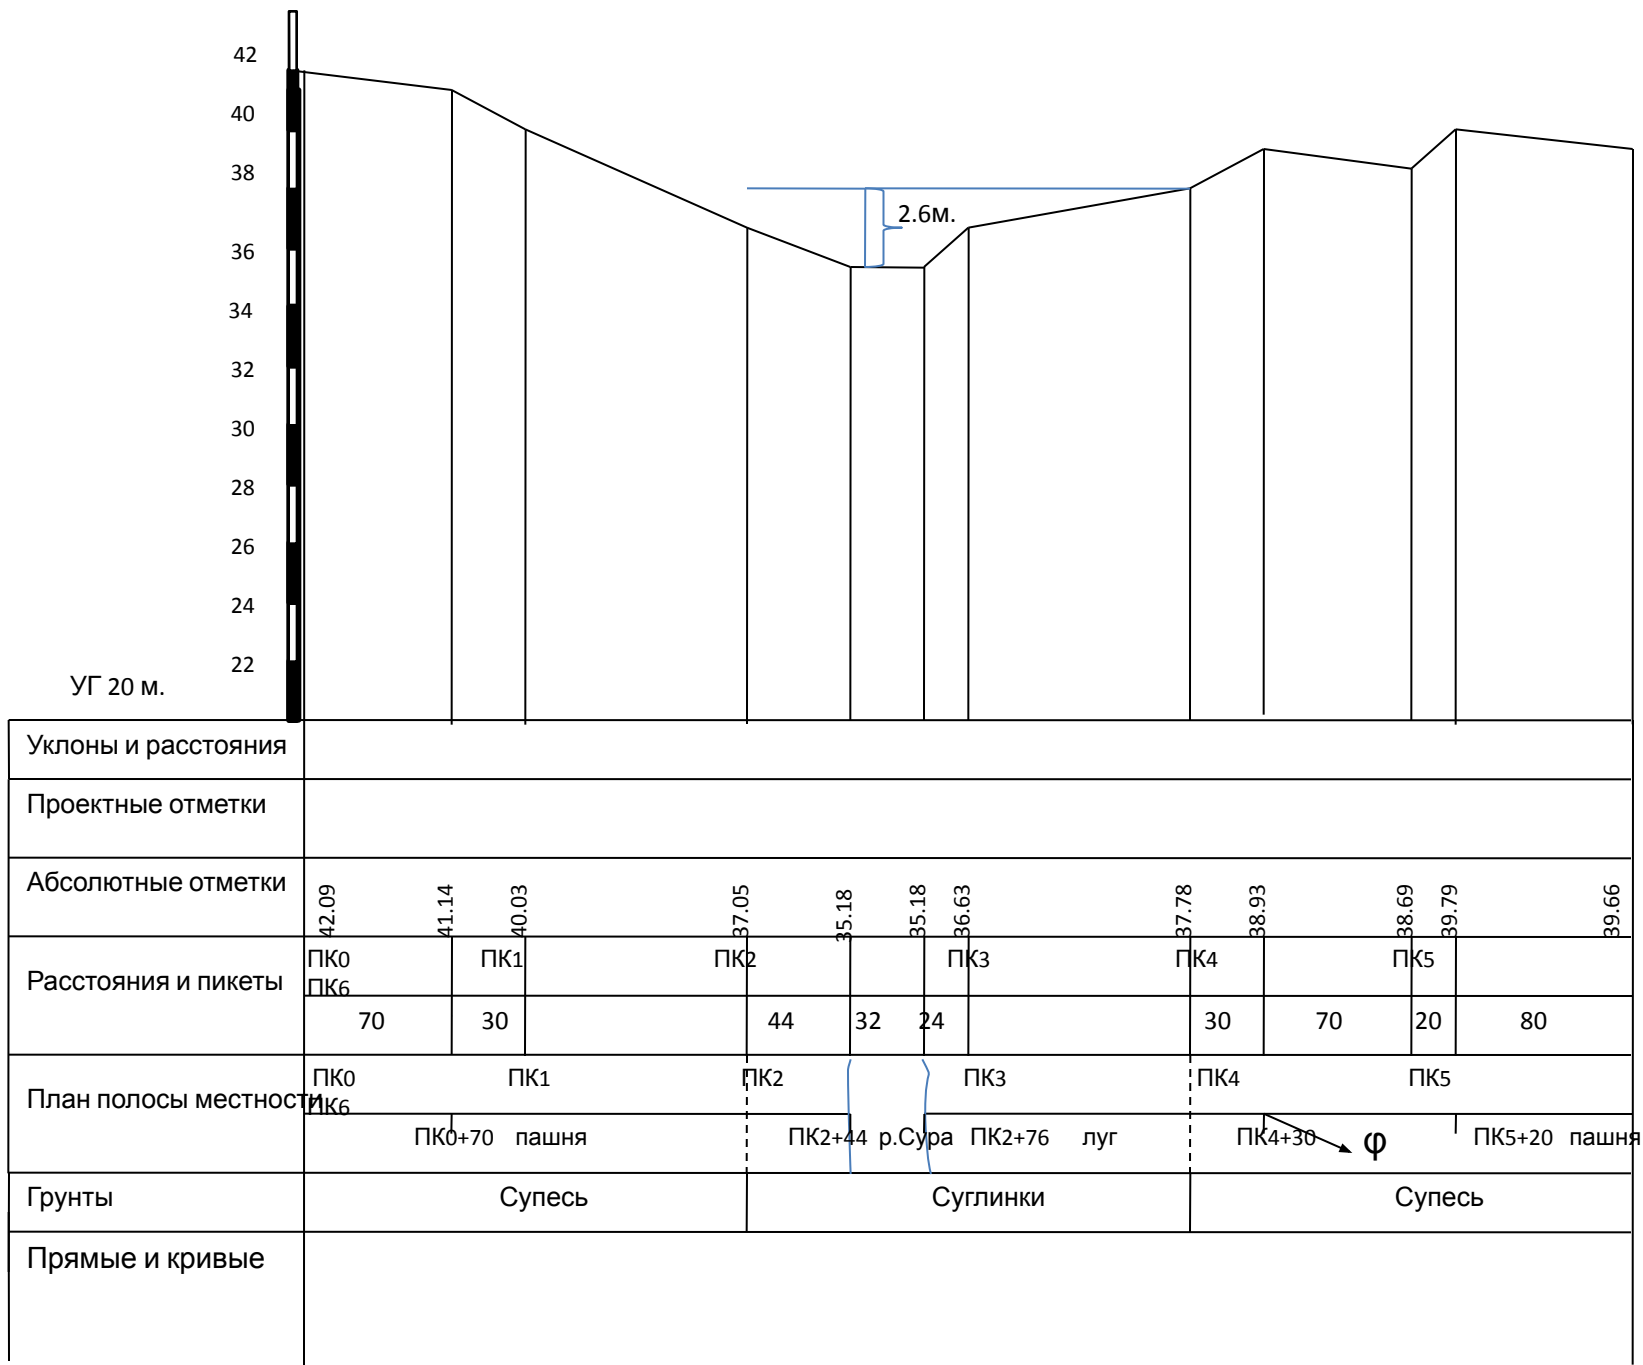 42
40
38
2.6м.
36
34
32
30
28
26
24
22
УГ 20 м.
Уклоны и расстояния
Проектные отметки
Абсолютные отметки
42.09
41.14
40.03
37.05
35.18
35.18
36.63
37.78
38.93
38.69
39.79
39.66
Расстояния и пикеты
ПК0 ПК1 ПК2 ПК3 ПК4 ПК5
ПК6
70 30 44 32 24 30 70 20 80
План полосы местности
ПК0 ПК1 ПК2 ПК3 ПК4 ПК5
ПК6
ПК0+70 пашня ПК2+44 р.Сура ПК2+76 луг ПК4+30 φ ПК5+20 пашня
Грунты Супесь Суглинки Супесь
Прямые и кривые